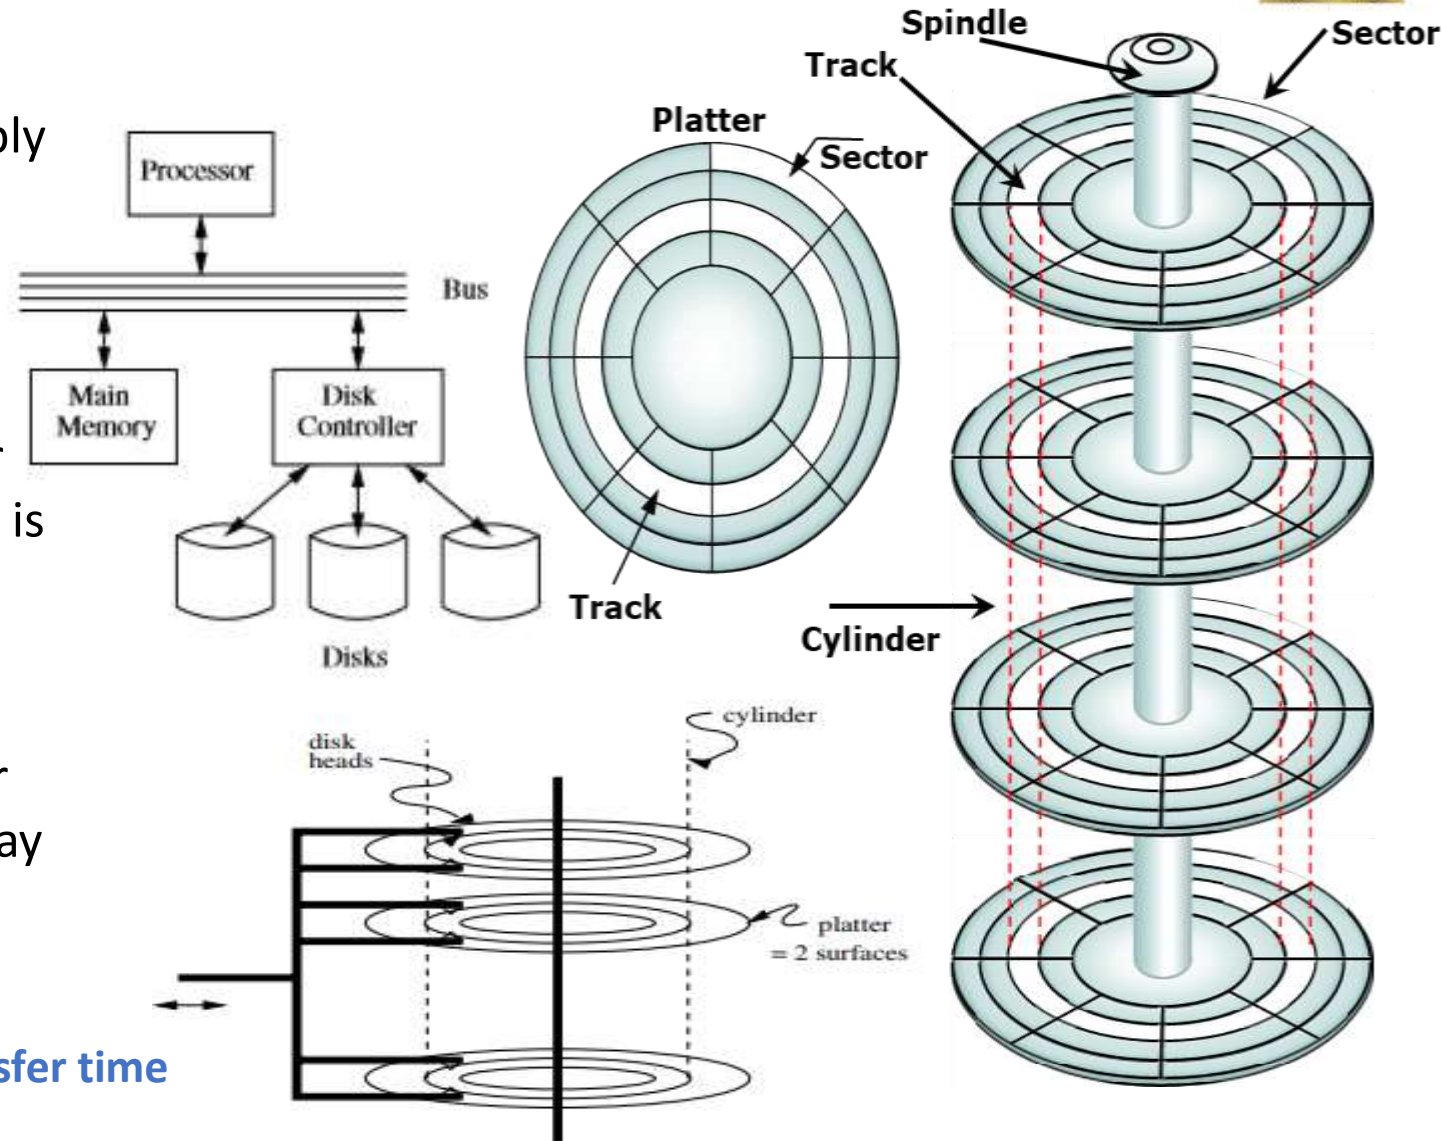 Spindle
Sector
Track
Platter
Sector
Processor
Bus
Main
Memory
Disk
Controller
is
Track
Cylinder
Disks
cylinder
disk
heads
ay
platter
= 2 surfaces
sfer time